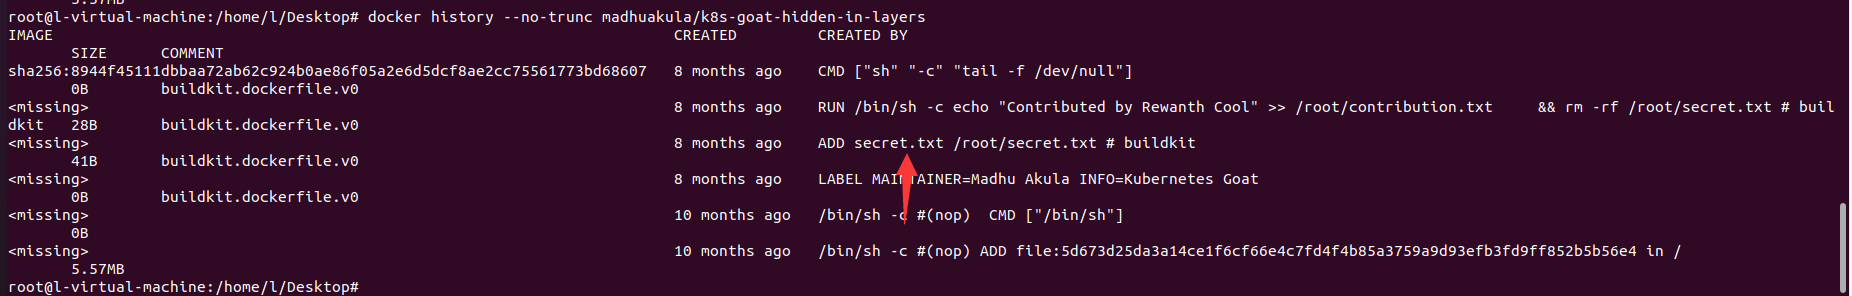 root@l-virtual-machine:/home/l/Desktop# docker history --no-trunc madhuakula/k8s-goat-hidden-in-layers
IMAGE CREATED CREATED BY
SIZE COMMENT
sha256:8944f45111dbbaa72ab62c924b0ae86f05a2e6d5dcf8ae2cc75561773bd68607 8 months ago CMD ["sh" "-c" "tail -f /dev/null"]
0B buildkit.dockerfile.v0
<missing> 8 months ago RUN /bin/sh -c echo "Contributed by Rewanth Cool" >> /root/contribution.txt && rm -rf /root/secret.txt # buil
dkit 28B buildkit.dockerfile.v0
<missing> 8 months ago ADD secret.txt /root/secret.txt # buildkit
41B buildkit.dockerfile.v0
<missing> 8 months ago LABEL MAINTAINER=Madhu Akula INFO=Kubernetes Goat
0B buildkit.dockerfile.v0
<missing> 10 months ago /bin/sh -c #(nop) CMD ["/bin/sh"]
0B
<missing> 10 months ago /bin/sh -c #(nop) ADD file:5d673d25da3a14ce1f6cf66e4c7fd4f4b85a3759a9d93efb3fd9ff852b5b56e4 in /
5.57MB
root@l-virtual-machine:/home/l/Desktop#